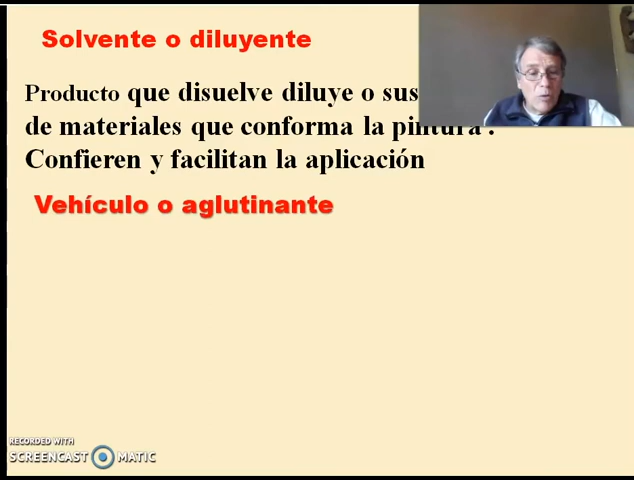 Solvente o diluyente
Producto que disuelve diluye o sus
de materiales que conforma la pintura .
Confieren y facilitan la aplicación
Vehículo o aglutinante
RECORDED WITH
SCREENCAST MATIC